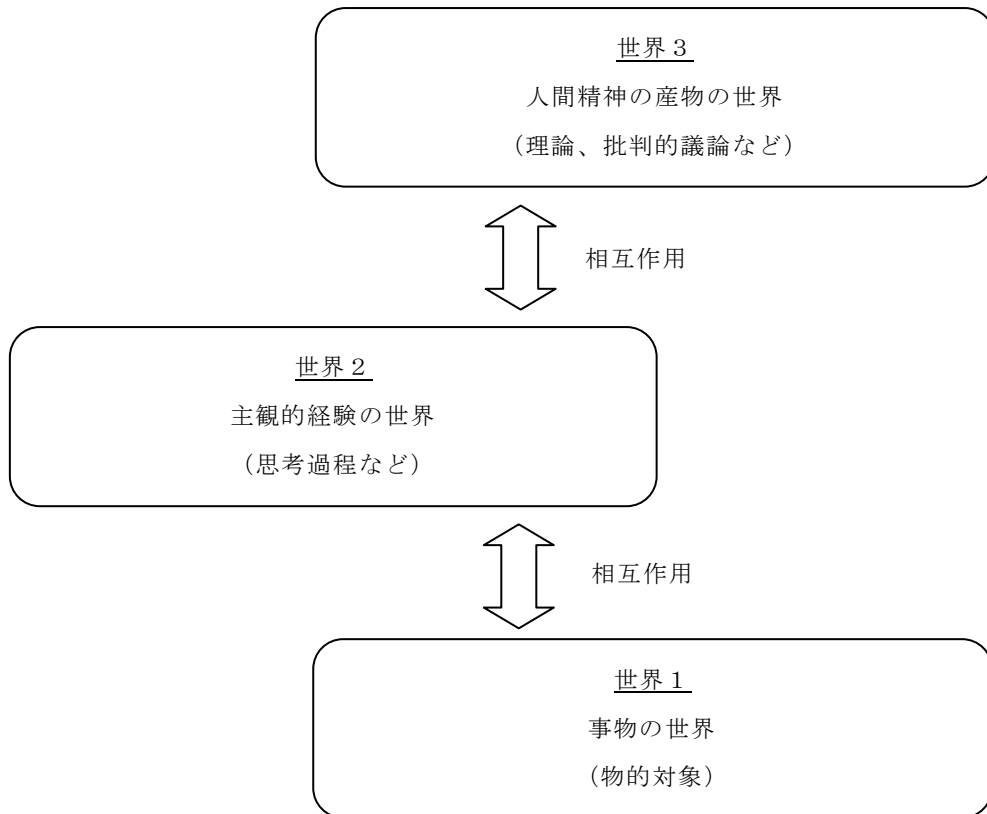 世界３
人間精神の産物の世界
（理論、批判的議論など）
相互作用
世界２
主観的経験の世界
（思考過程など）
相互作用
世界１
事物の世界
（物的対象）